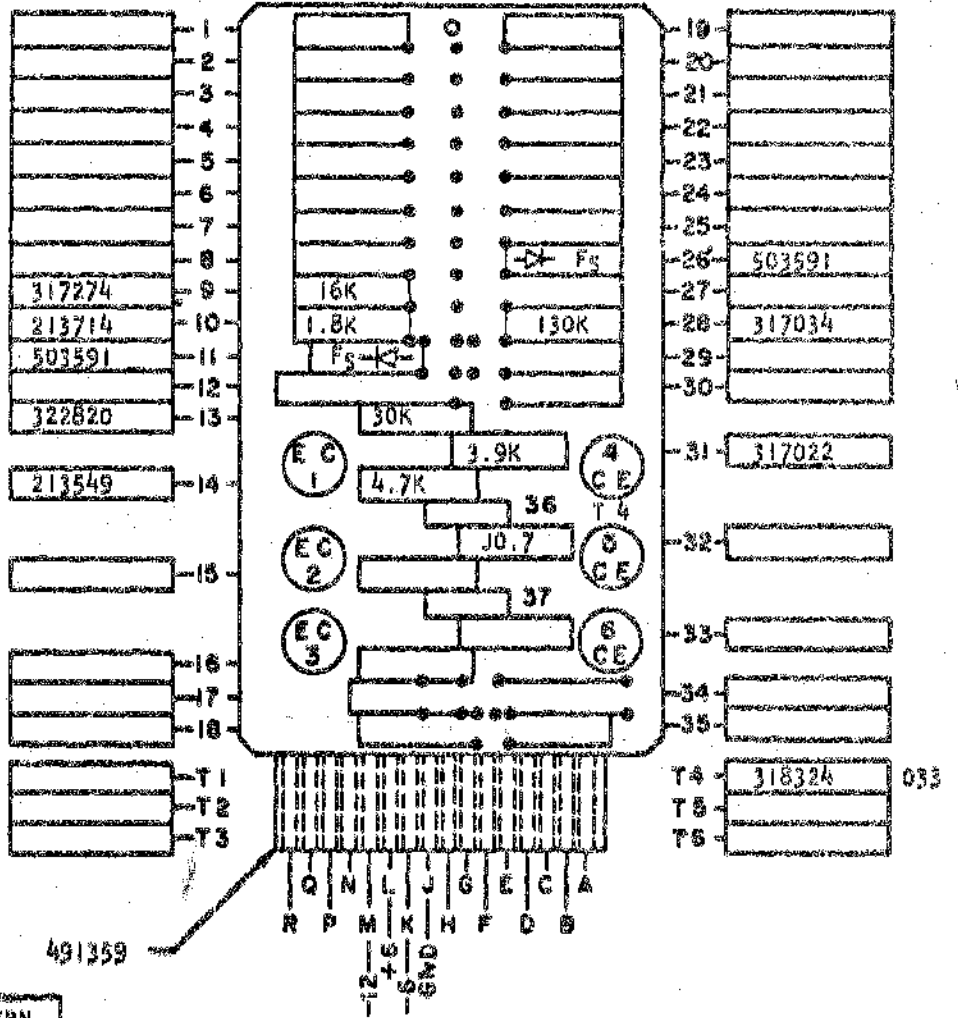 1 19
2 20
3 21
4 22
5 23
6 24
7 25
8 Fs 26 503591
317274 9 16K 27
213714 10 1.8K 130K 28 317034
503591 11 Fs 29
12 30
322820 13 30K
EC 1 3.9K 4 CE 31 317022
213549 14 4.7K T4
36
EC 2 J0.7 5 CE 32
15
37
EC 3 6 CE 33
16
17 34
18 35
T1 T4 318324 033
T2 T5
T3 T6
Q N L J G E C A
R P M K H F D B
491359
+6 GND